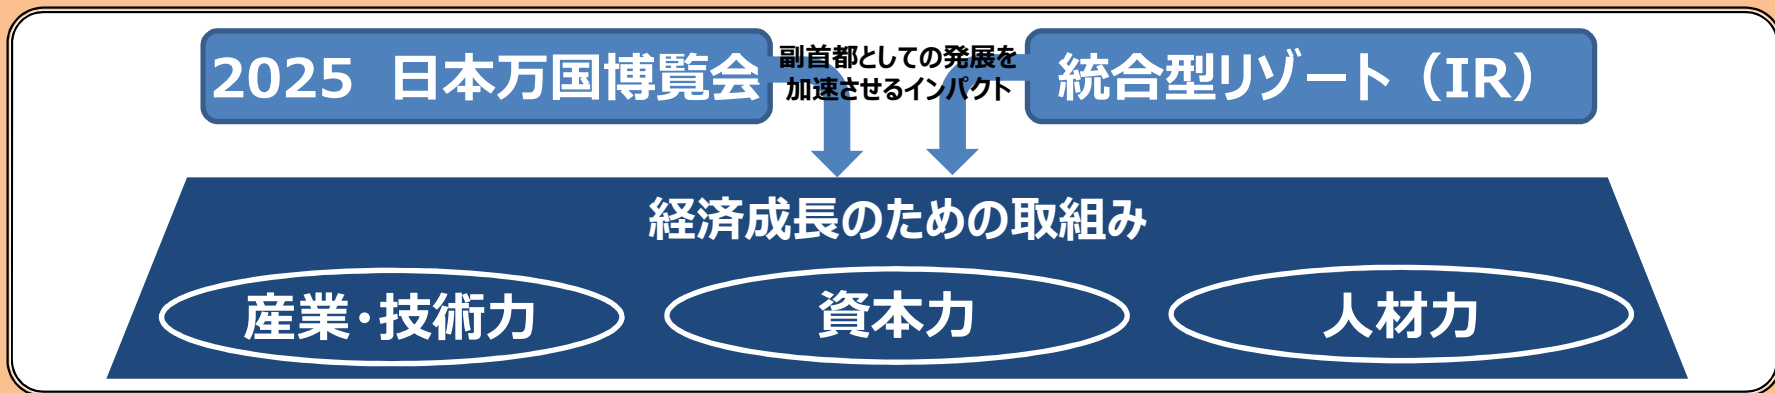 2025 日本万国博覧会
副首都としての発展を
加速させるインパクト
統合型リゾート（IR）
経済成長のための取組み
産業・技術力
資本力
人材力